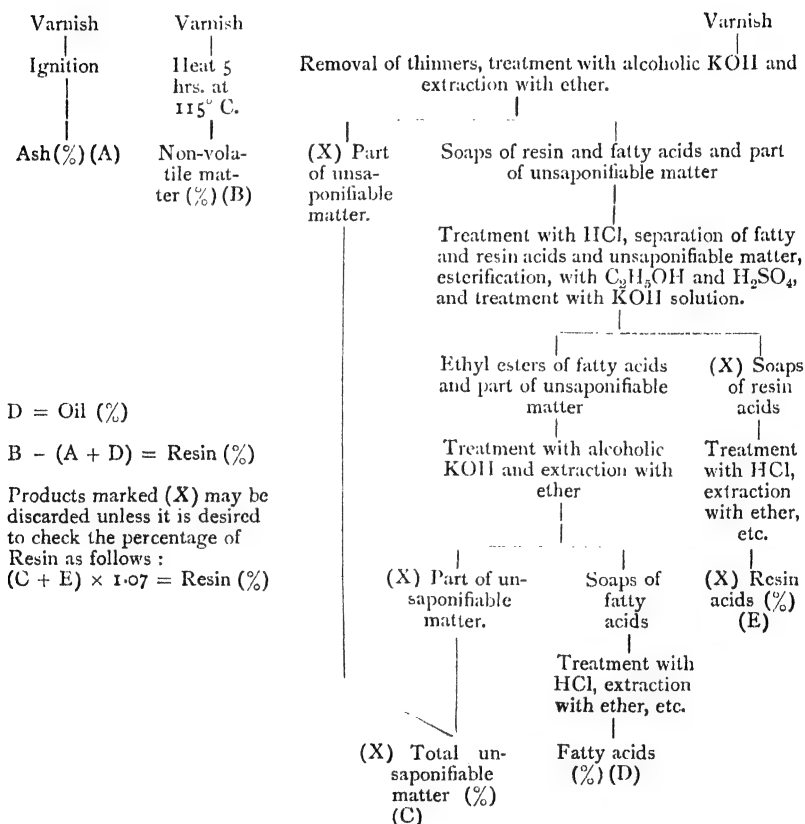 Varnish
Ignition
Ash (%) (A)
Varnish
Heat 5
hrs. at
115° C.
Non-vola-
tile mat-
ter (%) (B)
Varnish
Removal of thinners, treatment with alcoholic KOH and
extraction with ether.
(X) Part
of unsa-
ponifiable
matter.
Soaps of resin and fatty acids and part
of unsaponifiable matter
Treatment with HCl, separation of fatty
and resin acids and unsaponifiable matter,
esterification, with C₂H₅OH and H₂SO₄,
and treatment with KOH solution.
Ethyl esters of fatty acids
and part of unsaponifiable
matter
(X) Soaps
of resin
acids
Treatment with alcoholic
KOH and extraction with
ether
Treatment
with HCl,
extraction
with ether,
etc.
(X) Part of un-
saponifiable
matter.
Soaps of
fatty
acids
(X) Resin
acids (%)
(E)
Treatment with
HCl, extraction
with ether, etc.
(X) Total un-
saponifiable
matter (%)
(C)
Fatty acids
(%) (D)
D = Oil (%)
B - (A + D) = Resin (%)
Products marked (X) may be
discarded unless it is desired
to check the percentage of
Resin as follows :
(C + E) × 1·07 = Resin (%)